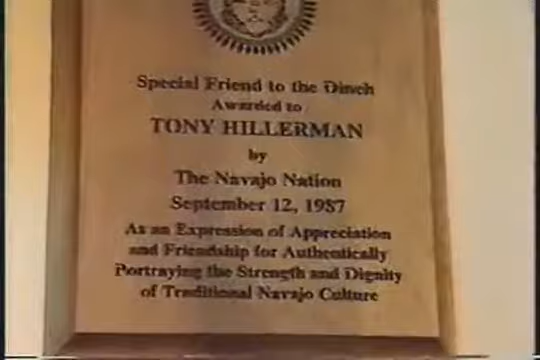 Special Friend to the Dineh
Awarded to
TONY HILLERMAN
by
The Navajo Nation
September 12, 1987
As an Expression of Appreciation
and Friendship for Authentically
Portraying the Strength and Dignity
of Traditional Navajo Culture